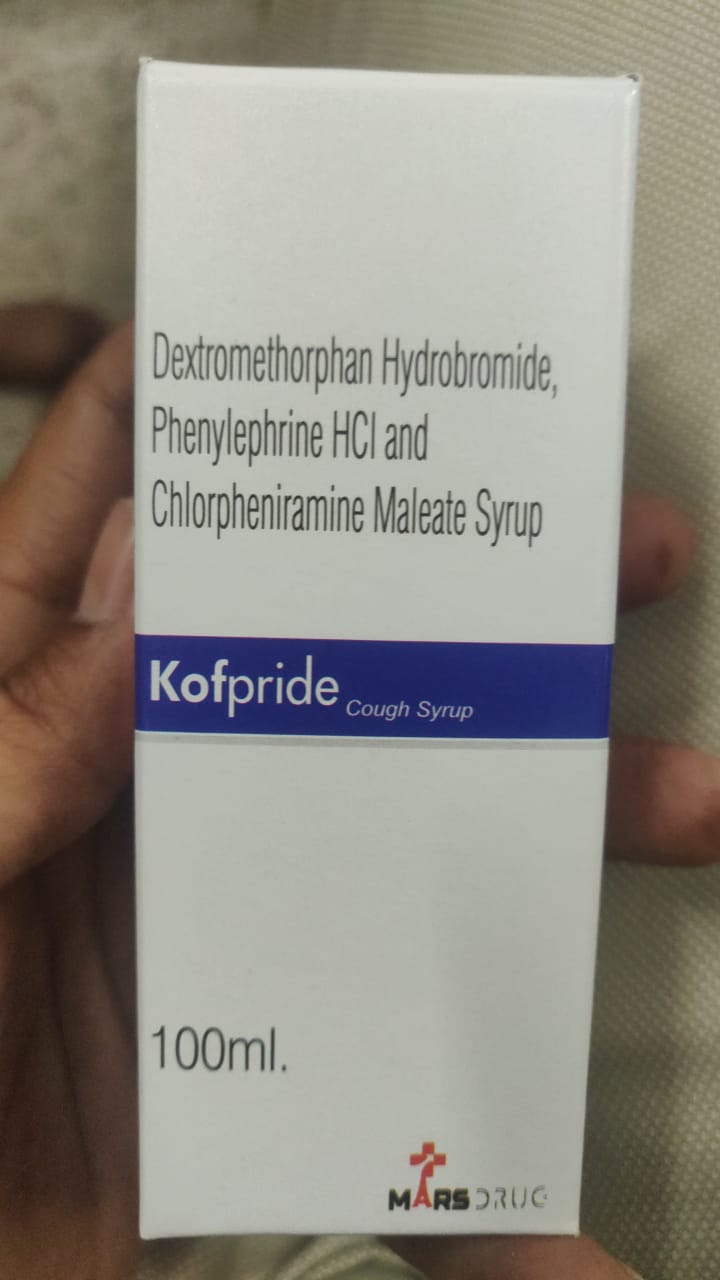 Dextromethorphan Hydrobromide,
Phenylephrine HCl and
Chlorpheniramine Maleate Syrup
Kofpride Cough Syrup
100ml.
MARS DRUG